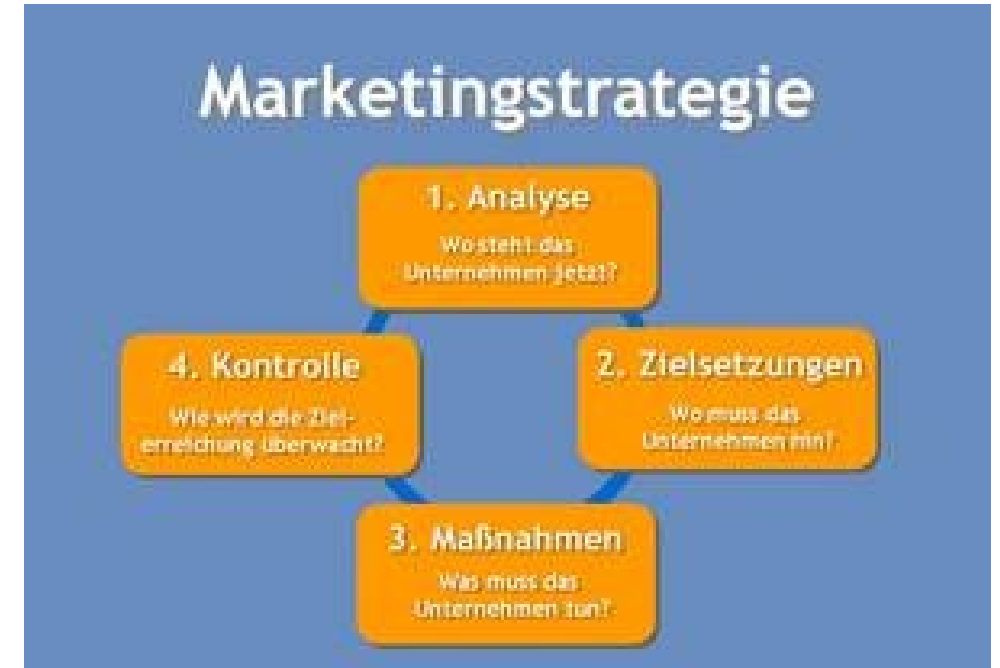 Marketingstrategie
1. Analyse
Wo steht das
Unternehmen jetzt?
2. Zielsetzungen
Wo muss das
Unternehmen hin?
3. Maßnahmen
Was muss das
Unternehmen tun?
4. Kontrolle
Wie wird die Ziel-
erreichung überwacht?